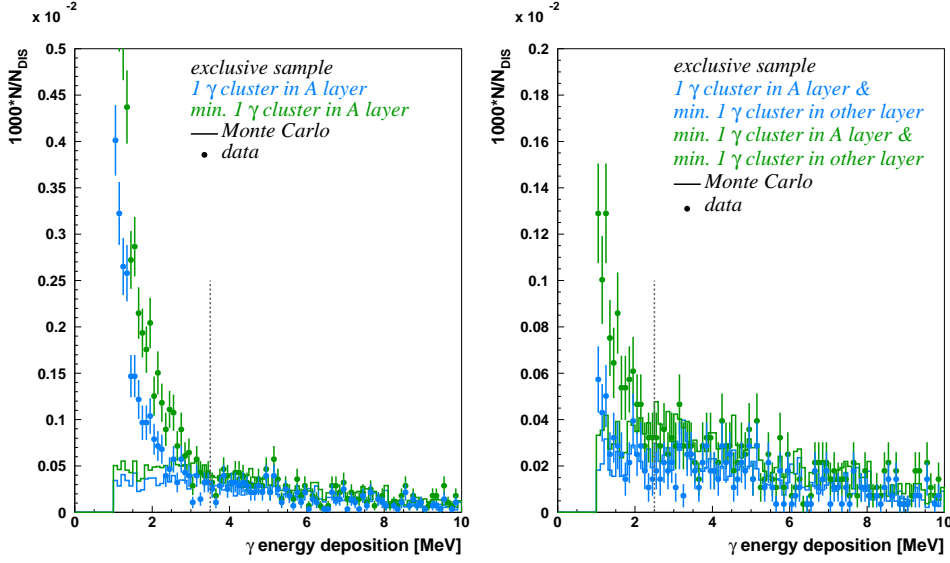 x 10 -2
1000*N/N DIS
0.5
0.45
0.4
0.35
0.3
0.25
0.2
0.15
0.1
0.05
0
0 2 4 6 8 10
γ energy deposition [MeV]
exclusive sample
1 γ cluster in A layer
min. 1 γ cluster in A layer
Monte Carlo
data
x 10 -2
1000*N/N DIS
0.2
0.18
0.16
0.14
0.12
0.1
0.08
0.06
0.04
0.02
0
0 2 4 6 8 10
γ energy deposition [MeV]
exclusive sample
1 γ cluster in A layer &
min. 1 γ cluster in other layer
min. 1 γ cluster in A layer &
min. 1 γ cluster in other layer
Monte Carlo
data